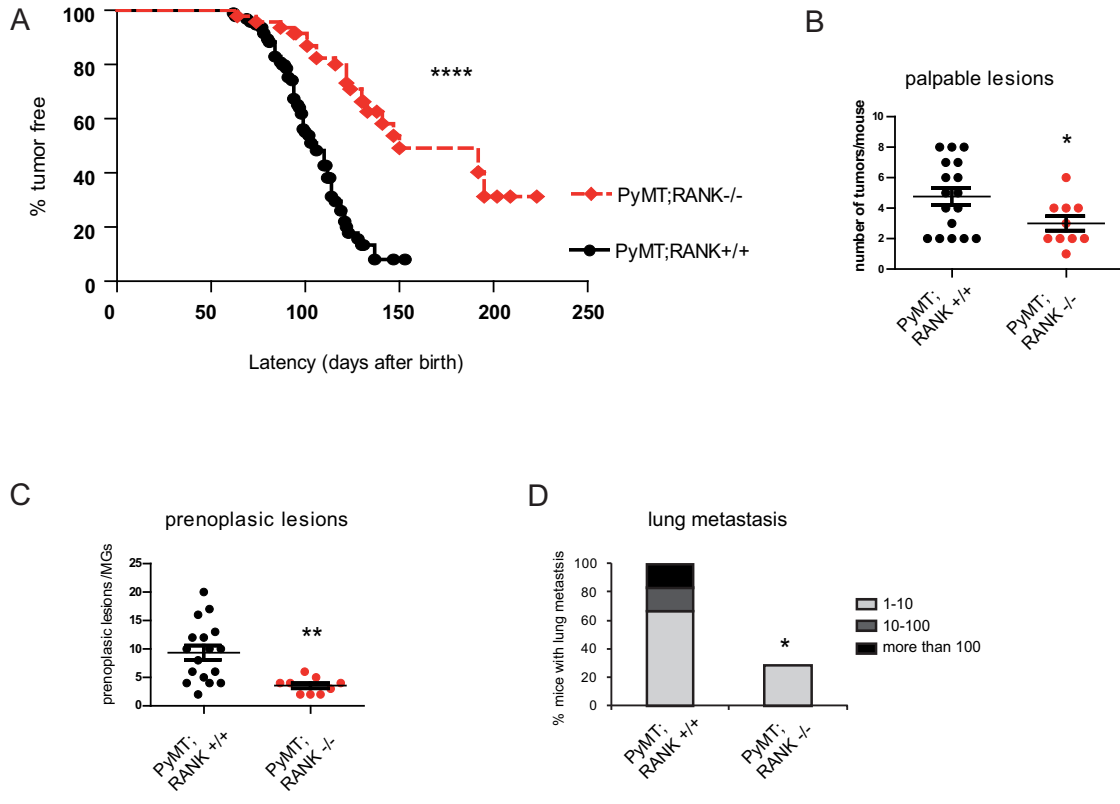 A
% tumor free
100
80
60
40
20
0
0 50 100 150 200 250
Latency (days after birth)
****
PyMT;RANK-/-
PyMT;RANK+/+
B
palpable lesions
number of tumors/mouse
10
8
6
4
2
0
*
PyMT;
RANK +/+
PyMT;
RANK -/-
C
prenoplasic lesions
prenoplasic lesions /MGs
25
20
15
10
5
0
**
PyMT;
RANK +/+
PyMT;
RANK -/-
D
lung metastasis
% mice with lung metastsis
100
80
60
40
20
0
*
PyMT;
RANK +/+
PyMT;
RANK -/-
1-10
10-100
more than 100